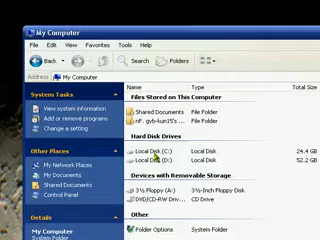 My Computer
File Edit View Favorites Tools Help
Back Search Folders
Address My Computer
System Tasks
View system information
Add or remove programs
Change a setting
Other Places
My Network Places
My Documents
Shared Documents
Control Panel
Details
My Computer
System Folder
Name Type Total Size
Files Stored on This Computer
Shared Documents File Folder
File Folder
Hard Disk Drives
Local Disk (C:) Local Disk 24.4 GB
Local Disk (D:) Local Disk 52.2 GB
Devices with Removable Storage
3½ Floppy (A:) 3½-Inch Floppy Disk
DVD/CD-RW Driv... CD Drive
Other
Folder Options System Folder